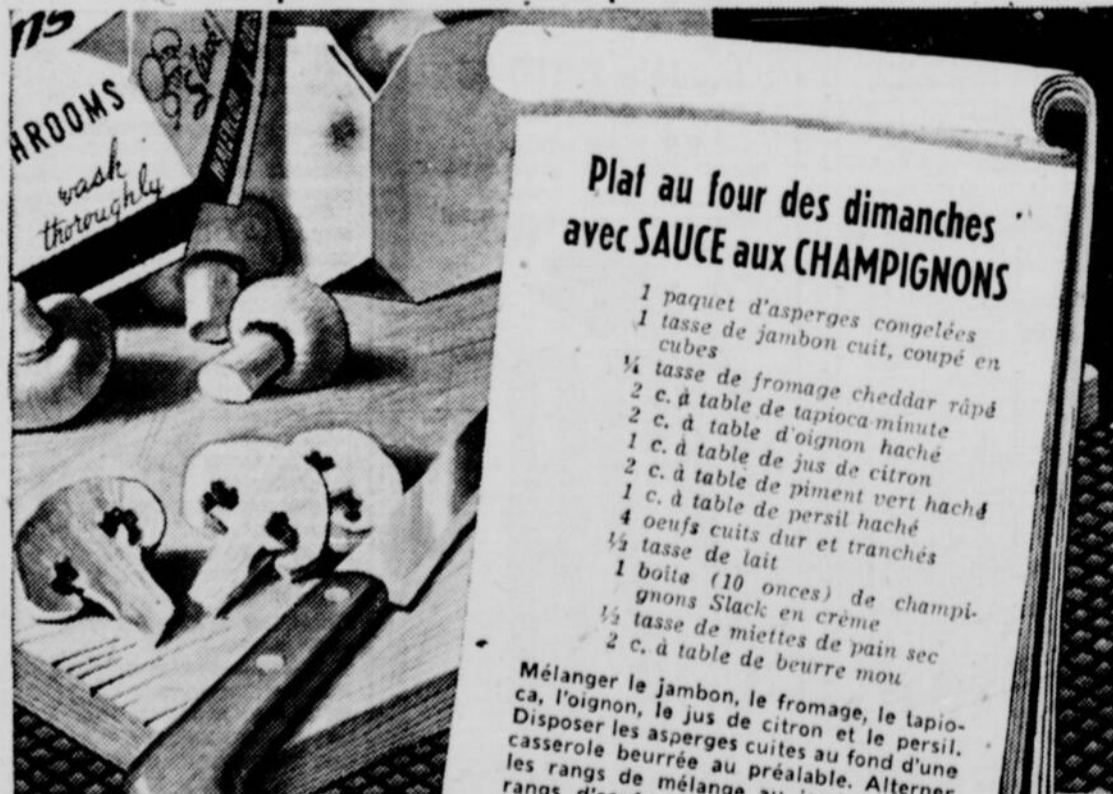 HROOMS
wash
thoroughly
Slack
Plat au four des dimanches
avec SAUCE aux CHAMPIGNONS
1 paquet d'asperges congelées
1 tasse de jambon cuit, coupé en
cubes
¼ tasse de fromage cheddar râpé
2 c. à table de tapioca-minute
2 c. à table d'oignon haché
1 c. à table de jus de citron
2 c. à table de piment vert haché
1 c. à table de persil haché
4 oeufs cuits dur et tranchés
½ tasse de lait
1 boîte (10 onces) de champi-
gnons Slack en crème
½ tasse de miettes de pain sec
2 c. à table de beurre mou
Mélanger le jambon, le fromage, le tapio-
ca, l'oignon, le jus de citron et le persil.
Disposer les asperges cuites au fond d'une
casserole beurrée au préalable. Alterner
les rangs de mélange au
rangs